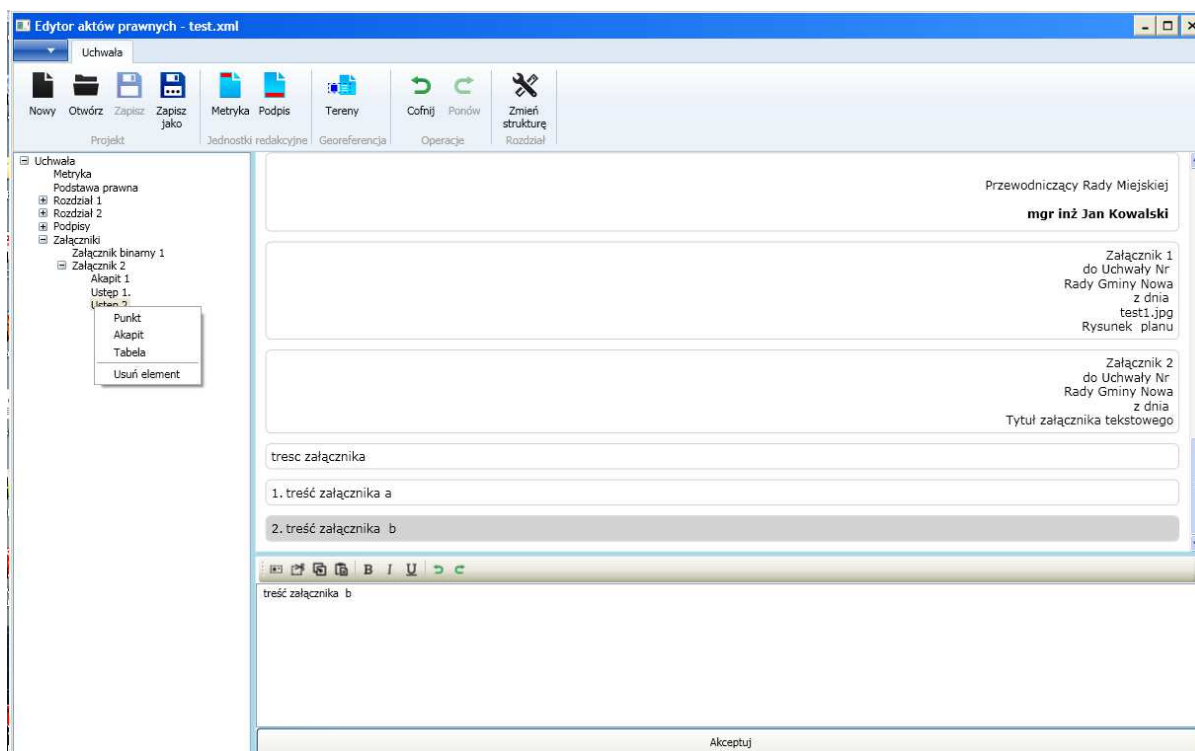 Edytor aktów prawnych - test.xml
Uchwała
Nowy Otwórz Zapisz Zapisz jako
Metryka Podpis
Tereny
Cofnij Ponów
Zmień strukturę
Projekt
Jednostki redakcyjne
Georeferencja
Operacje
Rozdział
Uchwała
Metryka
Podstawa prawna
Rozdział 1
Rozdział 2
Podpisy
Załączniki
Załącznik binarny 1
Załącznik 2
Akapit 1
Ustęp 1.
Ustęp 2.
Punkt
Akapit
Tabela
Usuń element
Przewodniczący Rady Miejskiej
mgr inż Jan Kowalski
Załącznik 1
do Uchwały Nr
Rady Gminy Nowa
z dnia
test1.jpg
Rysunek planu
Załącznik 2
do Uchwały Nr
Rady Gminy Nowa
z dnia
Tytuł załącznika tekstowego
tresc załącznika
1. treść załącznika a
2. treść załącznika b
B I U
treść załącznika b
Akceptuj